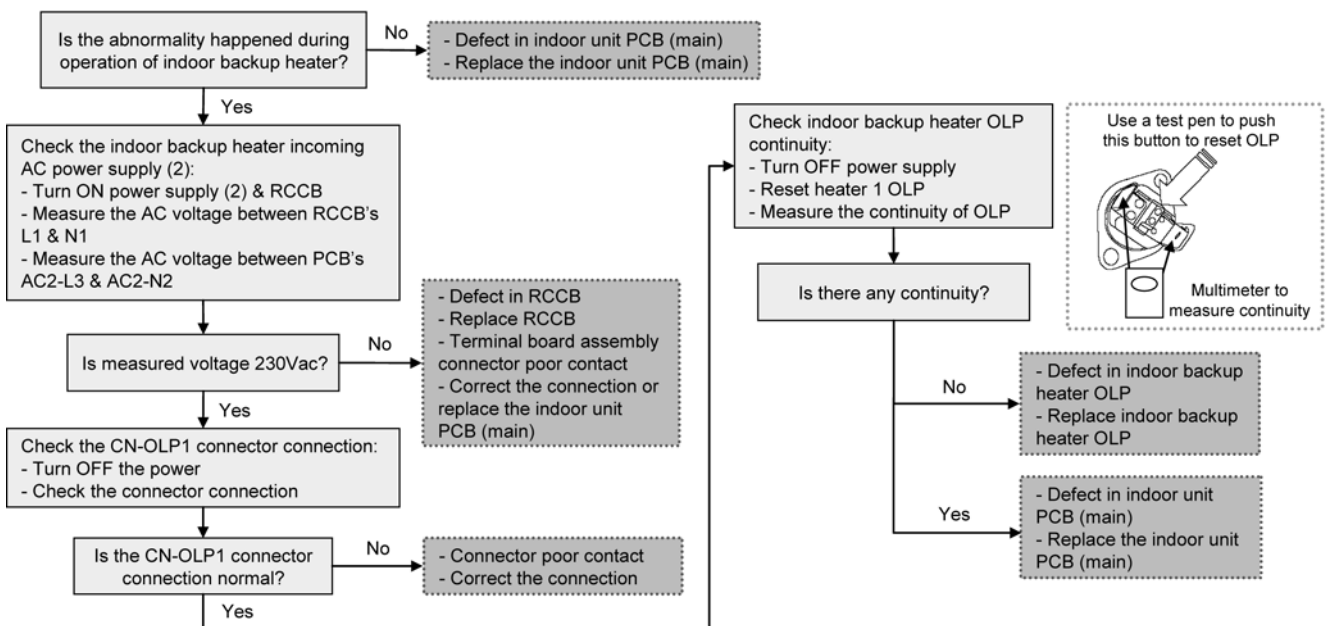 Is the abnormality happened during
operation of indoor backup heater?
No
- Defect in indoor unit PCB (main)
- Replace the indoor unit PCB (main)
Yes
Check the indoor backup heater incoming
AC power supply (2):
- Turn ON power supply (2) & RCCB
- Measure the AC voltage between RCCB's
L1 & N1
- Measure the AC voltage between PCB's
AC2-L3 & AC2-N2
Is measured voltage 230Vac?
No
- Defect in RCCB
- Replace RCCB
- Terminal board assembly
connector poor contact
- Correct the connection or
replace the indoor unit
PCB (main)
Yes
Check the CN-OLP1 connector connection:
- Turn OFF the power
- Check the connector connection
Is the CN-OLP1 connector
connection normal?
No
- Connector poor contact
- Correct the connection
Yes
Check indoor backup heater OLP
continuity:
- Turn OFF power supply
- Reset heater 1 OLP
- Measure the continuity of OLP
Use a test pen to push
this button to reset OLP
Multimeter to
measure continuity
Is there any continuity?
No
- Defect in indoor backup
heater OLP
- Replace indoor backup
heater OLP
Yes
- Defect in indoor unit
PCB (main)
- Replace the indoor unit
PCB (main)